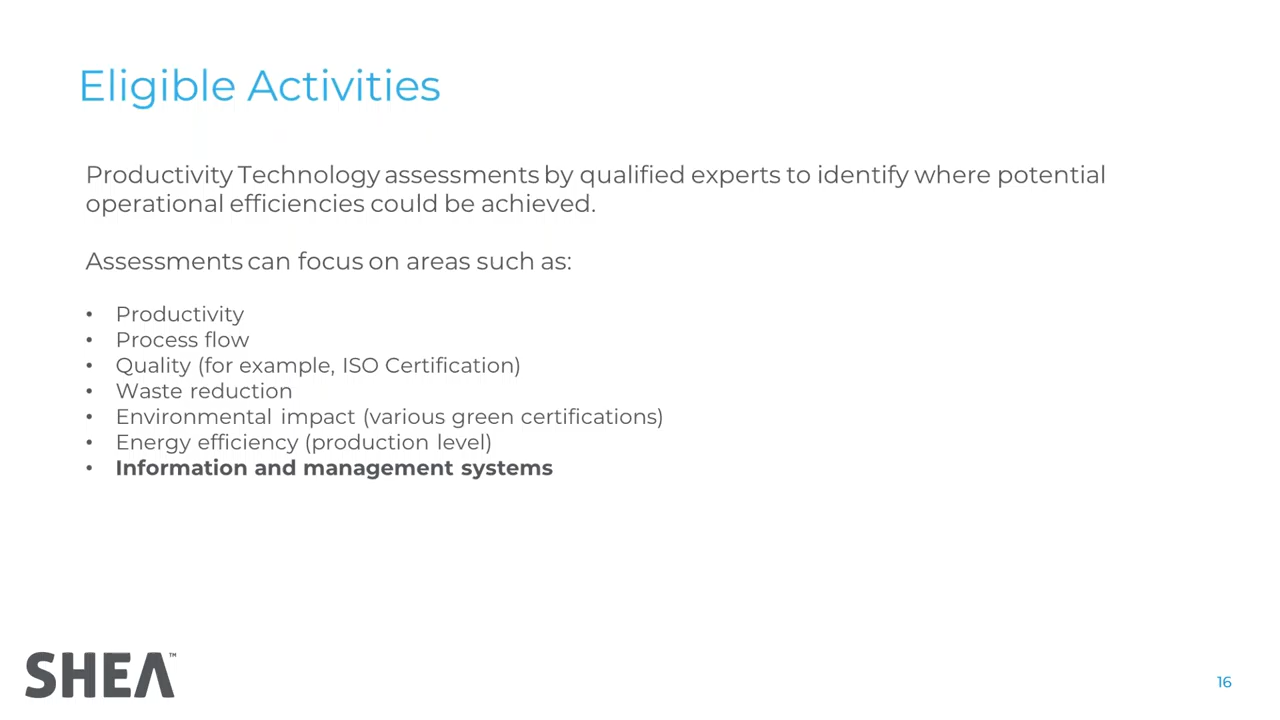 Eligible Activities
Productivity Technology assessments by qualified experts to identify where potential
operational efficiencies could be achieved.
Assessments can focus on areas such as:
• Productivity
• Process flow
• Quality (for example, ISO Certification)
• Waste reduction
• Environmental impact (various green certifications)
• Energy efficiency (production level)
• Information and management systems
SHEA™
16